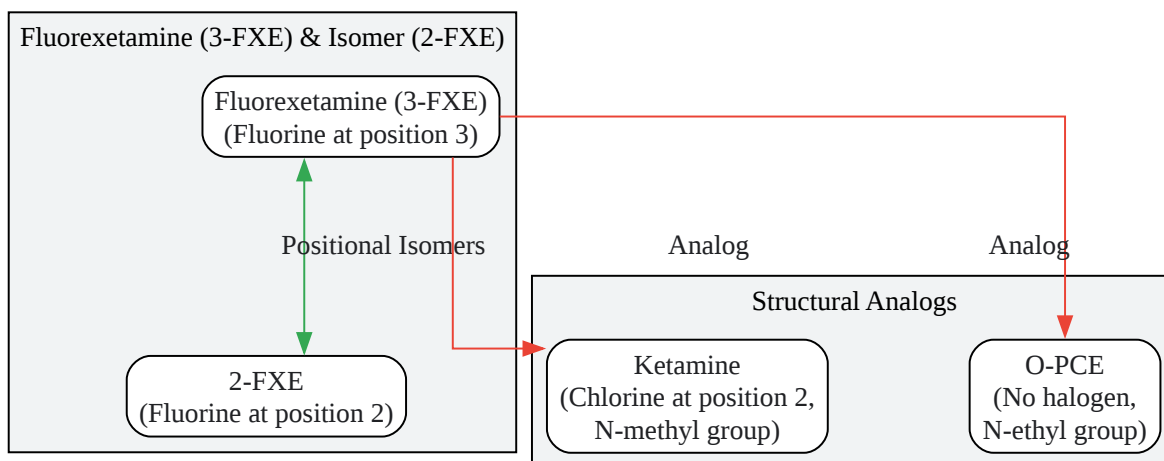 Fluorexetamine (3-FXE) & Isomer (2-FXE)
Fluorexetamine (3-FXE)
(Fluorine at position 3)
Positional Isomers
Analog
Analog
Structural Analogs
2-FXE
(Fluorine at position 2)
Ketamine
(Chlorine at position 2,
N-methyl group)
O-PCE
(No halogen,
N-ethyl group)